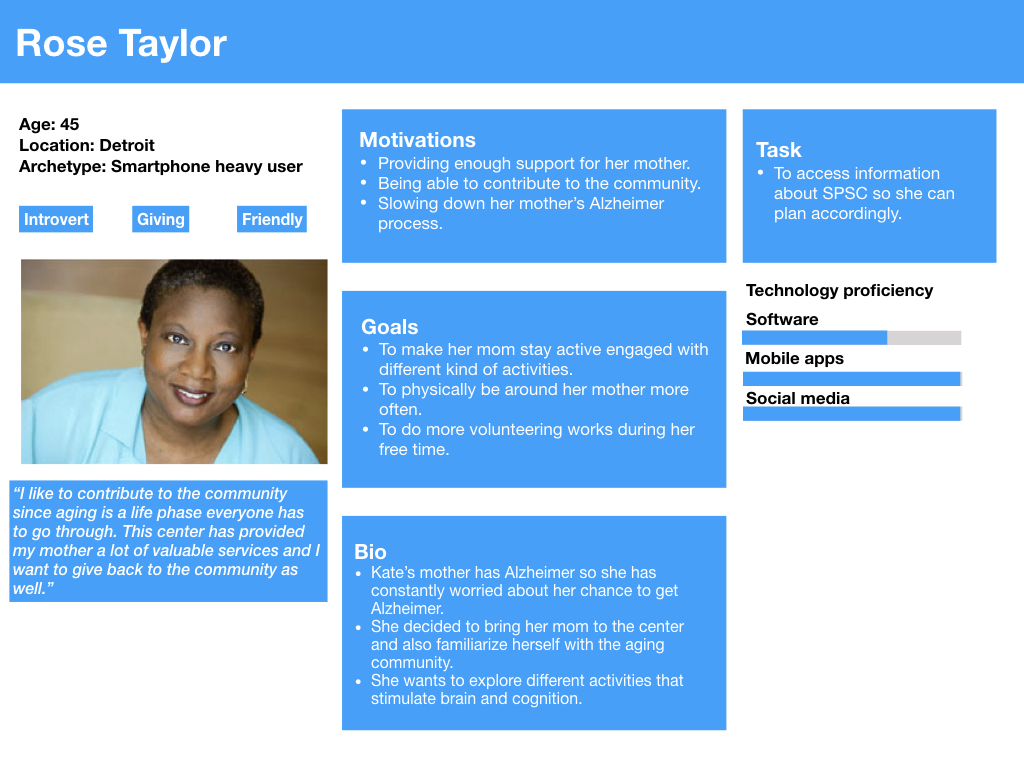 Rose Taylor
Age: 45
Location: Detroit
Archetype: Smartphone heavy user
Introvert
Giving
Friendly
“I like to contribute to the community
since aging is a life phase everyone has
to go through. This center has provided
my mother a lot of valuable services and I
want to give back to the community as
well.”
Motivations
• Providing enough support for her mother.
• Being able to contribute to the community.
• Slowing down her mother’s Alzheimer
process.
Goals
• To make her mom stay active engaged with
different kind of activities.
• To physically be around her mother more
often.
• To do more volunteering works during her
free time.
Bio
• Kate’s mother has Alzheimer so she has
constantly worried about her chance to get
Alzheimer.
• She decided to bring her mom to the center
and also familiarize herself with the aging
community.
• She wants to explore different activities that
stimulate brain and cognition.
Task
• To access information
about SPSC so she can
plan accordingly.
Technology proficiency
Software
Mobile apps
Social media